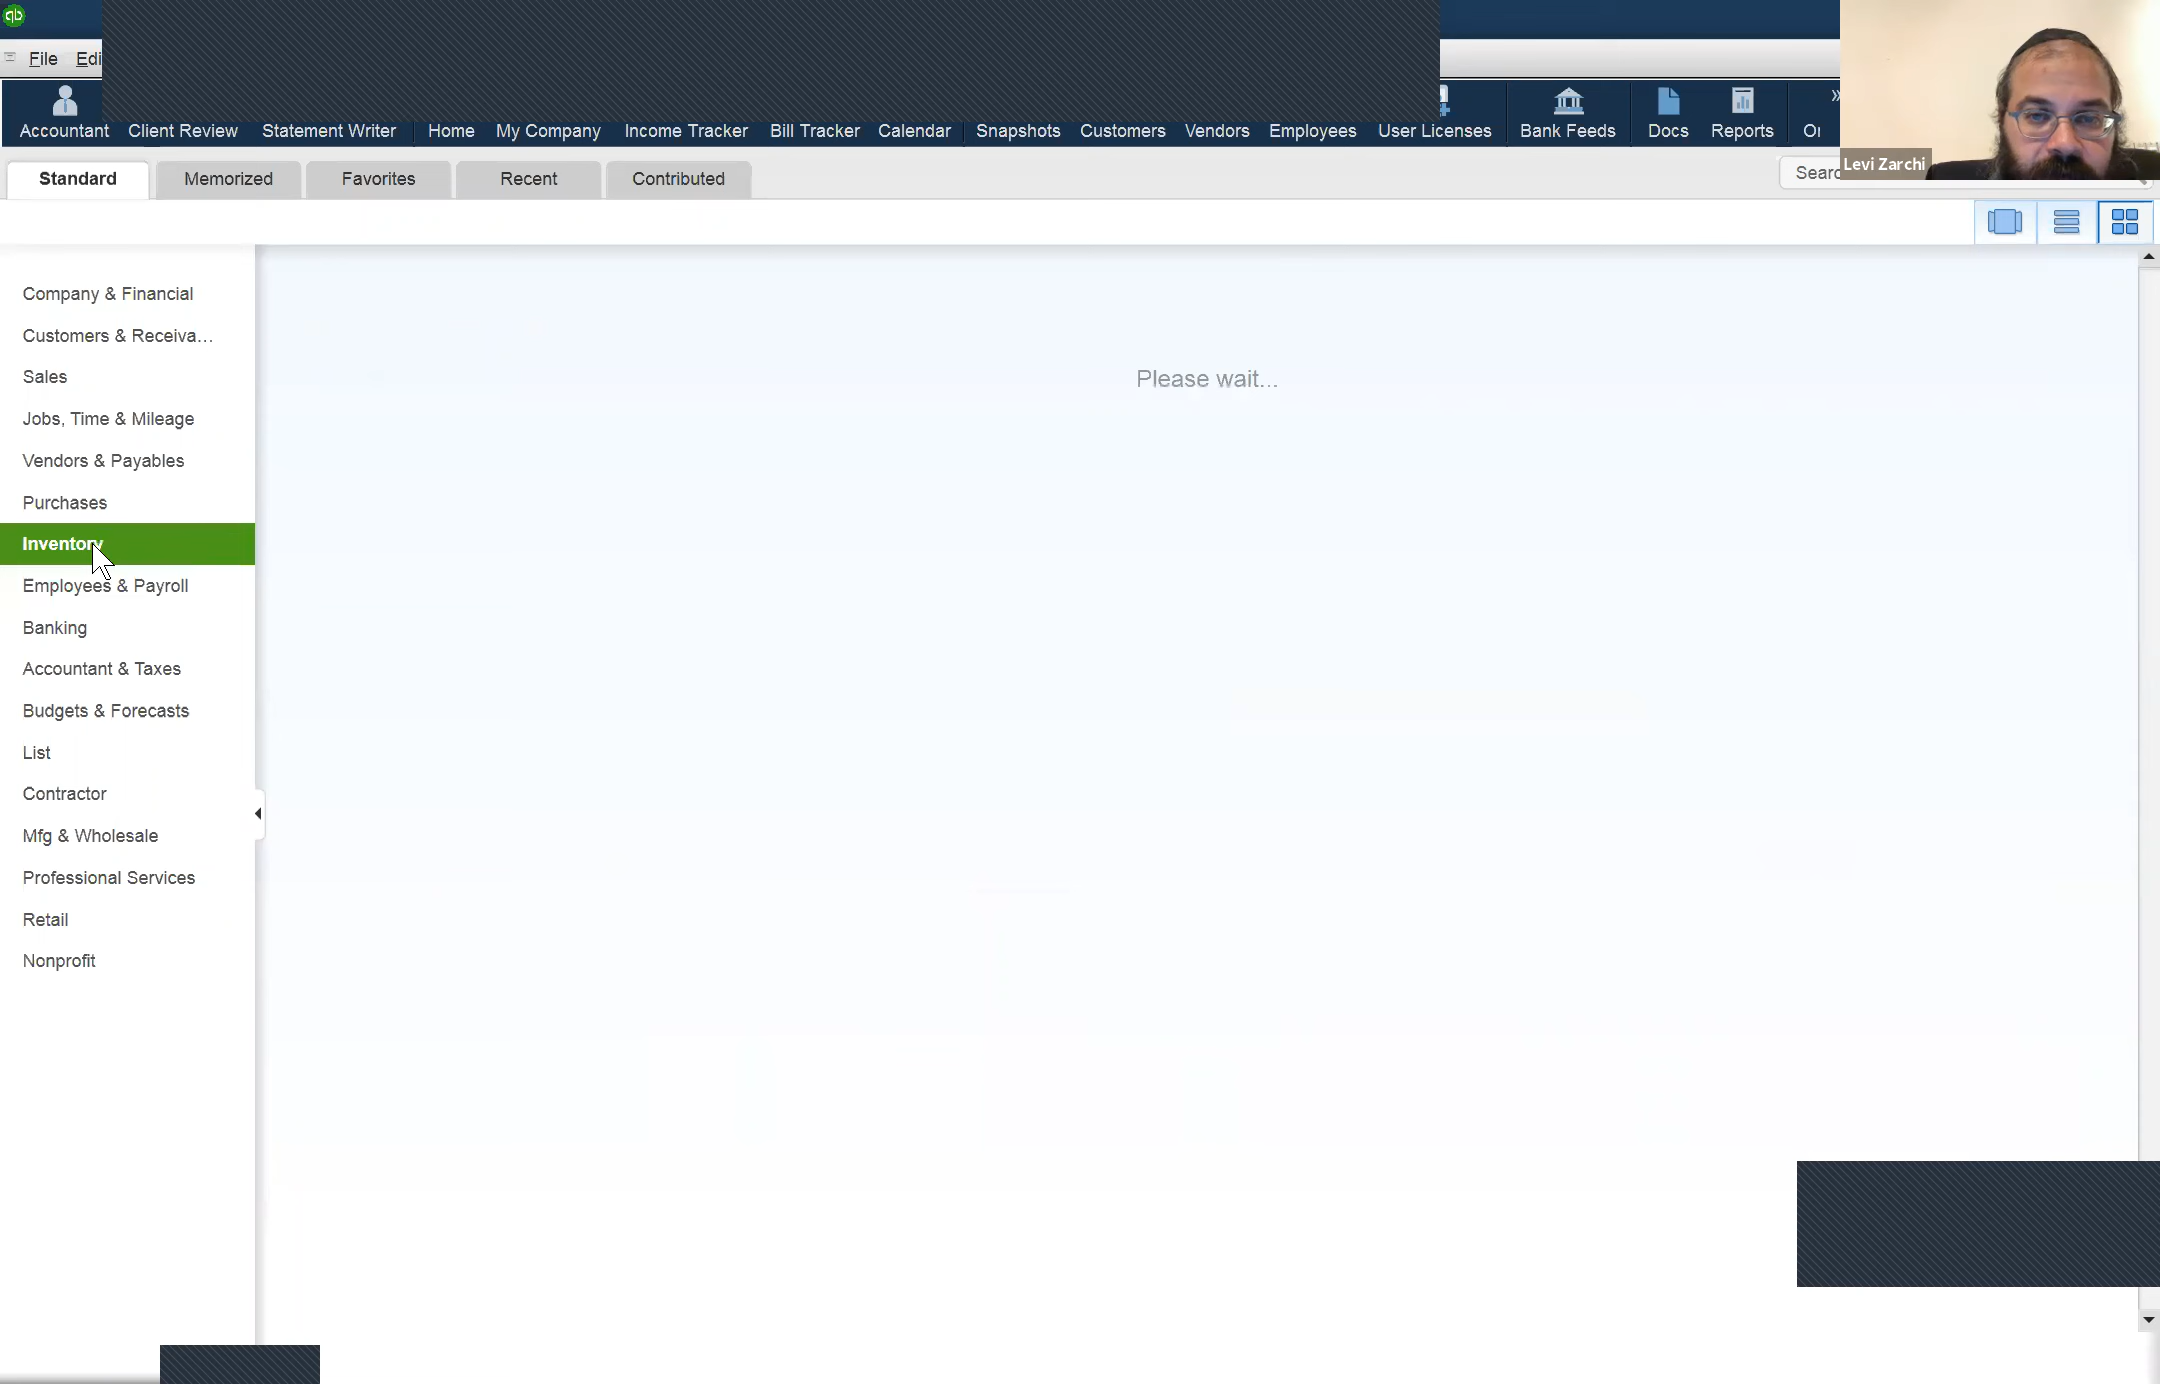 qb
File Edi
Accountant Client Review Statement Writer Home My Company Income Tracker Bill Tracker Calendar Snapshots Customers Vendors Employees User Licenses Bank Feeds Docs Reports
Levi Zarchi
Standard Memorized Favorites Recent Contributed Searc
Company & Financial
Please wait...
Customers & Receiva...
Sales
Jobs, Time & Mileage
Vendors & Payables
Purchases
Inventory
Employees & Payroll
Banking
Accountant & Taxes
Budgets & Forecasts
List
Contractor
Mfg & Wholesale
Professional Services
Retail
Nonprofit